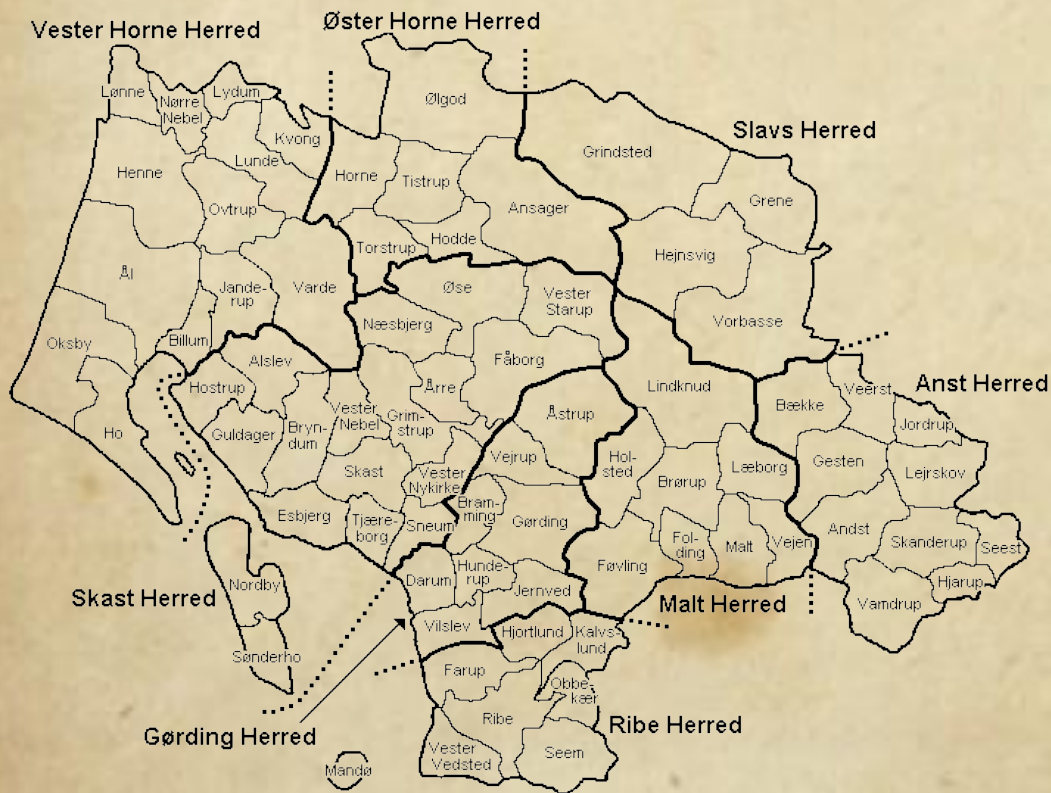 Vester Horne Herred
Øster Horne Herred
Slavs Herred
Anst Herred
Skast Herred
Malt Herred
Gørding Herred
Ribe Herred
Lønne
Nørre
Nebel
Lydum
Kvong
Lunde
Henne
Ovtrup
Ål
Jande-
rup
Varde
Billum
Oksby
Ho
Ølgod
Horne
Tistrup
Ansager
Hodde
Torstrup
Grindsted
Grene
Hejnsvig
Vorbasse
Øse
Vester
Starup
Næsbjerg
Fåborg
Årre
Alslev
Hostrup
Guldager
Bryn-
dum
Vester
Nebel
Grim-
strup
Skast
Vester
Nykirke
Esbjerg
Tjære-
borg
Sneum
Nordby
Sønderho
Åstrup
Vejrup
Bram-
ming
Gørding
Darum
Hunde-
rup
Jernved
Vilslev
Lindknud
Hol-
sted
Brørup
Læborg
Føvling
Fol-
ding
Malt
Vejen
Bække
Veerst
Jordrup
Gesten
Lejrskov
Andst
Skanderup
Seest
Hjarup
Vamdrup
Hjortlund
Kalvs-
lund
Farup
Obbe-
kær
Ribe
Vester
Vedsted
Seem
Mandø